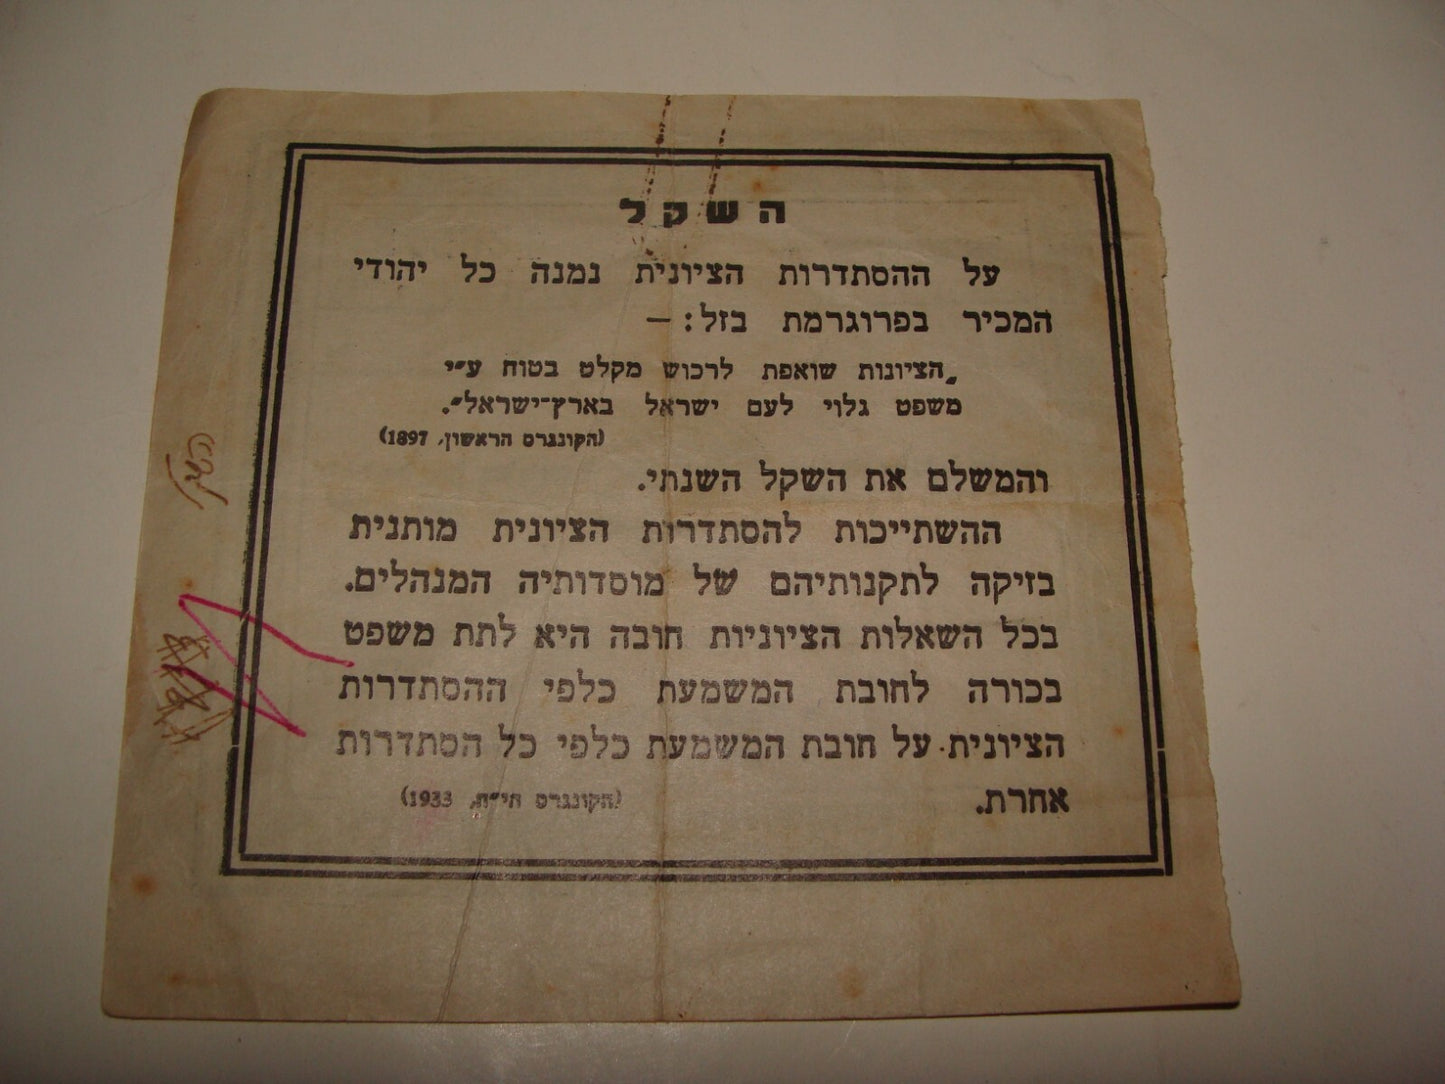 השקל
על ההסתדרות הציונית נמנה כל יהודי
המכיר בפרוגרמת בזל: —
„הציונות שואפת לרכוש מקלט בטוח ע״י
משפט גלוי לעם ישראל בארץ־ישראל״.
(הקונגרס הראשון, 1897)
והמשלם את השקל השנתי.
ההשתייכות להסתדרות הציונית מותנית
בזיקה לתקנותיהם של מוסדותיה המנהלים.
בכל השאלות הציוניות חובה היא לתת משפט
בכורה לחובת המשמעת כלפי ההסתדרות
הציונית על חובת המשמעת כלפי כל הסתדרות
אחרת.
(הקונגרס הי״ח, 1933)